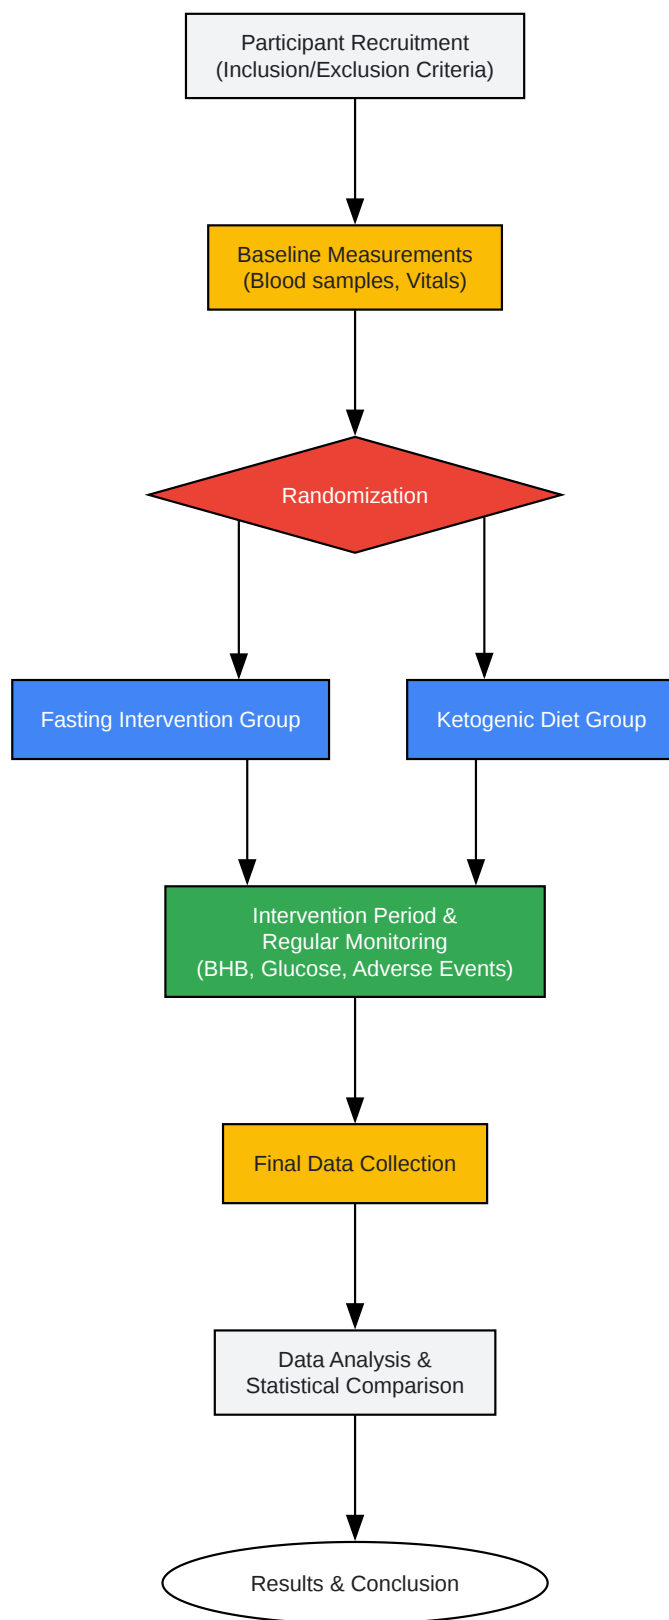 Participant Recruitment
(Inclusion/Exclusion Criteria)
Baseline Measurements
(Blood samples, Vitals)
Randomization
Fasting Intervention Group
Ketogenic Diet Group
Intervention Period &
Regular Monitoring
(BHB, Glucose, Adverse Events)
Final Data Collection
Data Analysis &
Statistical Comparison
Results & Conclusion